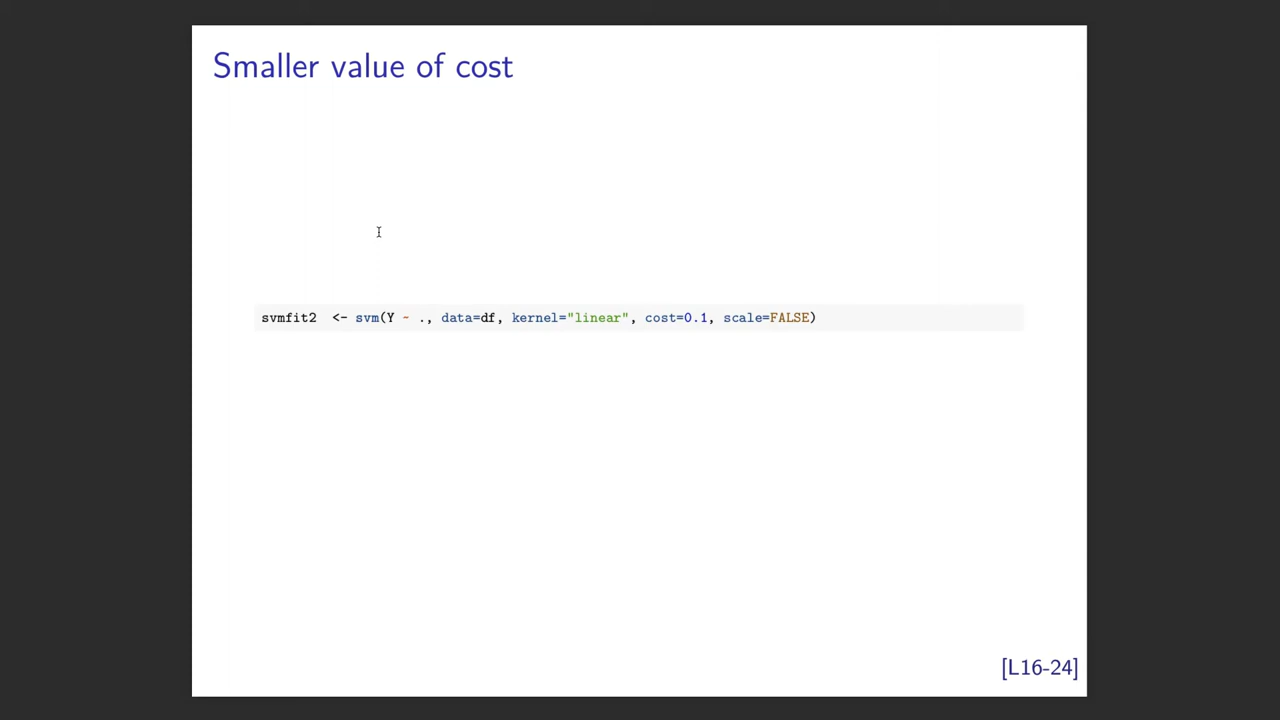 Smaller value of cost
svmfit2  <- svm(Y ~ ., data=df, kernel="linear", cost=0.1, scale=FALSE)
[L16-24]